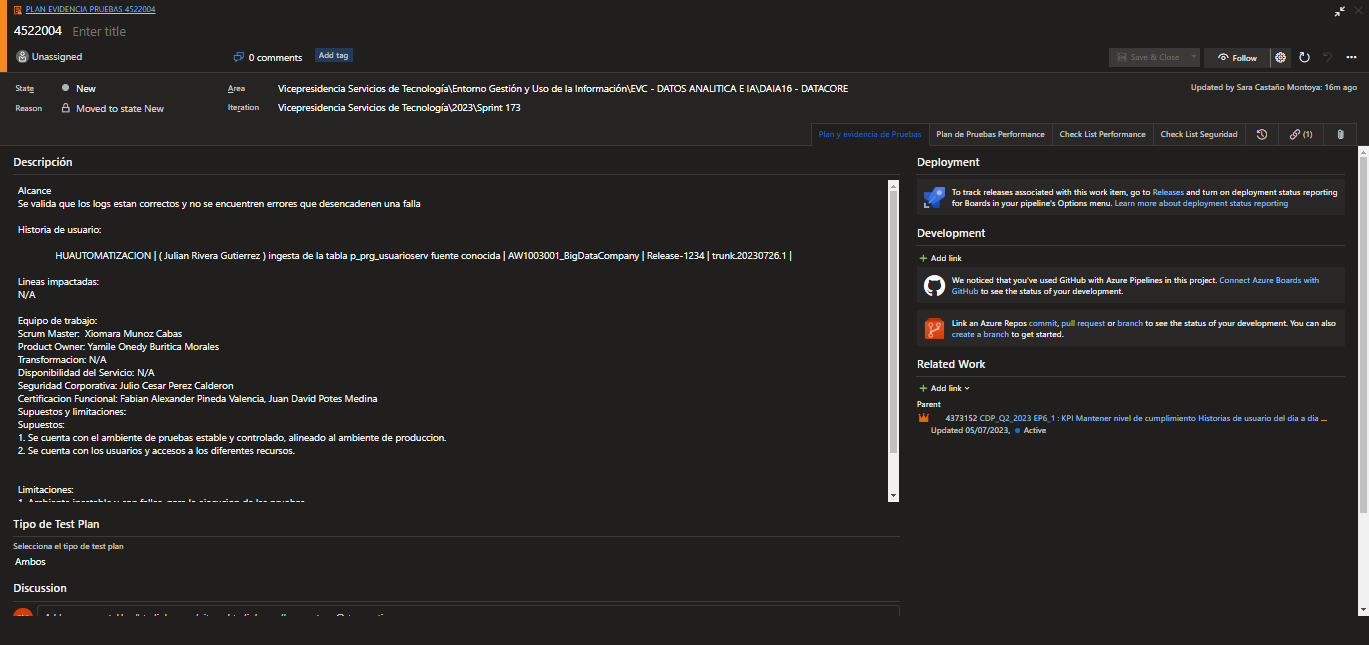 PLAN EVIDENCIA PRUEBAS 4522004
4522004 Enter title
Unassigned
0 comments
Add tag
Save & Close
Follow
State New
Area Vicepresidencia Servicios de Tecnología\Entorno Gestión y Uso de la Información\EVC - DATOS ANALITICA E IA\DAIA16 - DATACORE
Updated by Sara Castaño Montoya: 16m ago
Reason Moved to state New
Iteration Vicepresidencia Servicios de Tecnología\2023\Sprint 173
Plan y evidencia de Pruebas
Plan de Pruebas Performance
Check List Performance
Check List Seguridad
(1)
Descripción
Alcance
Se valida que los logs estan correctos y no se encuentren errores que desencadenen una falla
Historia de usuario:
HUAUTOMATIZACION | ( Julian Rivera Gutierrez ) ingesta de la tabla p_prg_usuarioserv fuente conocida | AW1003001_BigDataCompany | Release-1234 | trunk.20230726.1 |
Lineas impactadas:
N/A
Equipo de trabajo:
Scrum Master: Xiomara Munoz Cabas
Product Owner: Yamile Onedy Buritica Morales
Transformacion: N/A
Disponibilidad del Servicio: N/A
Seguridad Corporativa: Julio Cesar Perez Calderon
Certificacion Funcional: Fabian Alexander Pineda Valencia, Juan David Potes Medina
Supuestos y limitaciones:
Supuestos:
1. Se cuenta con el ambiente de pruebas estable y controlado, alineado al ambiente de produccion.
2. Se cuenta con los usuarios y accesos a los diferentes recursos.
Limitaciones:
Tipo de Test Plan
Selecciona el tipo de test plan
Ambos
Discussion
Deployment
To track releases associated with this work item, go to Releases and turn on deployment status reporting
for Boards in your pipeline's Options menu. Learn more about deployment status reporting
Development
+ Add link
We noticed that you've used GitHub with Azure Pipelines in this project. Connect Azure Boards with
GitHub to see the status of your development.
Link an Azure Repos commit, pull request or branch to see the status of your development. You can also
create a branch to get started.
Related Work
+ Add link
Parent
4373152 CDP_Q2_2023 EP6_1 : KPI Mantener nivel de cumplimiento Historias de usuario del dia a dia ...
Updated 05/07/2023, Active